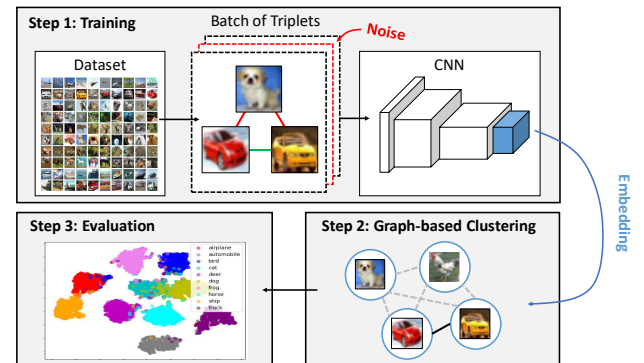 Step 1: Training
Batch of Triplets
Noise
Dataset
CNN
Embedding
Step 3: Evaluation
airplane
automobile
bird
cat
deer
dog
frog
horse
ship
truck
Step 2: Graph-based Clustering